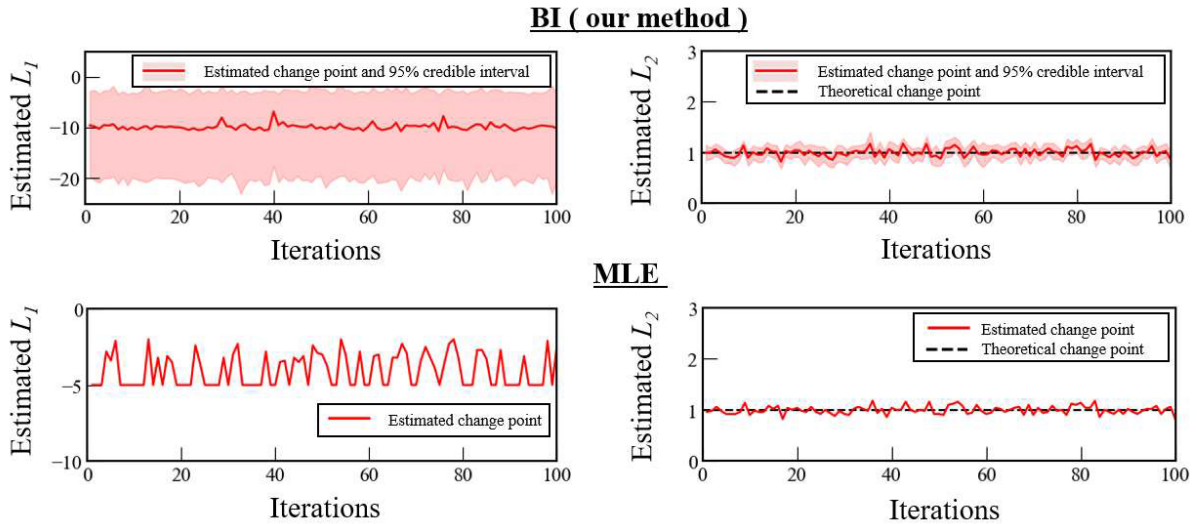 BI ( our method )
Estimated L1
0
−10
−20
Estimated change point and 95% credible interval
0 20 40 60 80 100
Iterations
Estimated L2
3
2
1
0
Estimated change point and 95% credible interval
Theoretical change point
0 20 40 60 80 100
Iterations
MLE
Estimated L1
0
−5
−10
Estimated change point
0 20 40 60 80 100
Iterations
Estimated L2
3
2
1
0
Estimated change point
Theoretical change point
0 20 40 60 80 100
Iterations